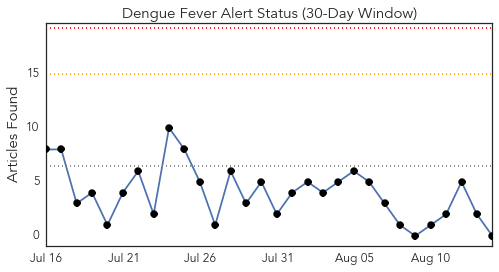 Dengue Fever Alert Status (30-Day Window)
Articles Found
15
10
5
0
Jul 16 Jul 21 Jul 26 Jul 31 Aug 05 Aug 10